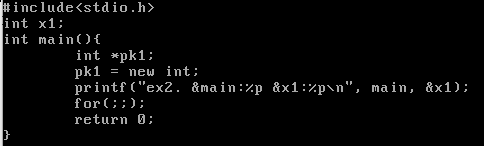 #include<stdio.h>
int x1;
int main(){
        int *pk1;
        pk1 = new int;
        printf("ex2. &main:%p &x1:%p\n", main, &x1);
        for(;;);
        return 0;
}